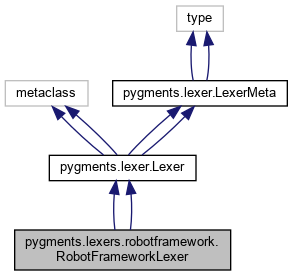 type
metaclass
pygments.lexer.LexerMeta
pygments.lexer.Lexer
pygments.lexers.robotframework.
RobotFrameworkLexer